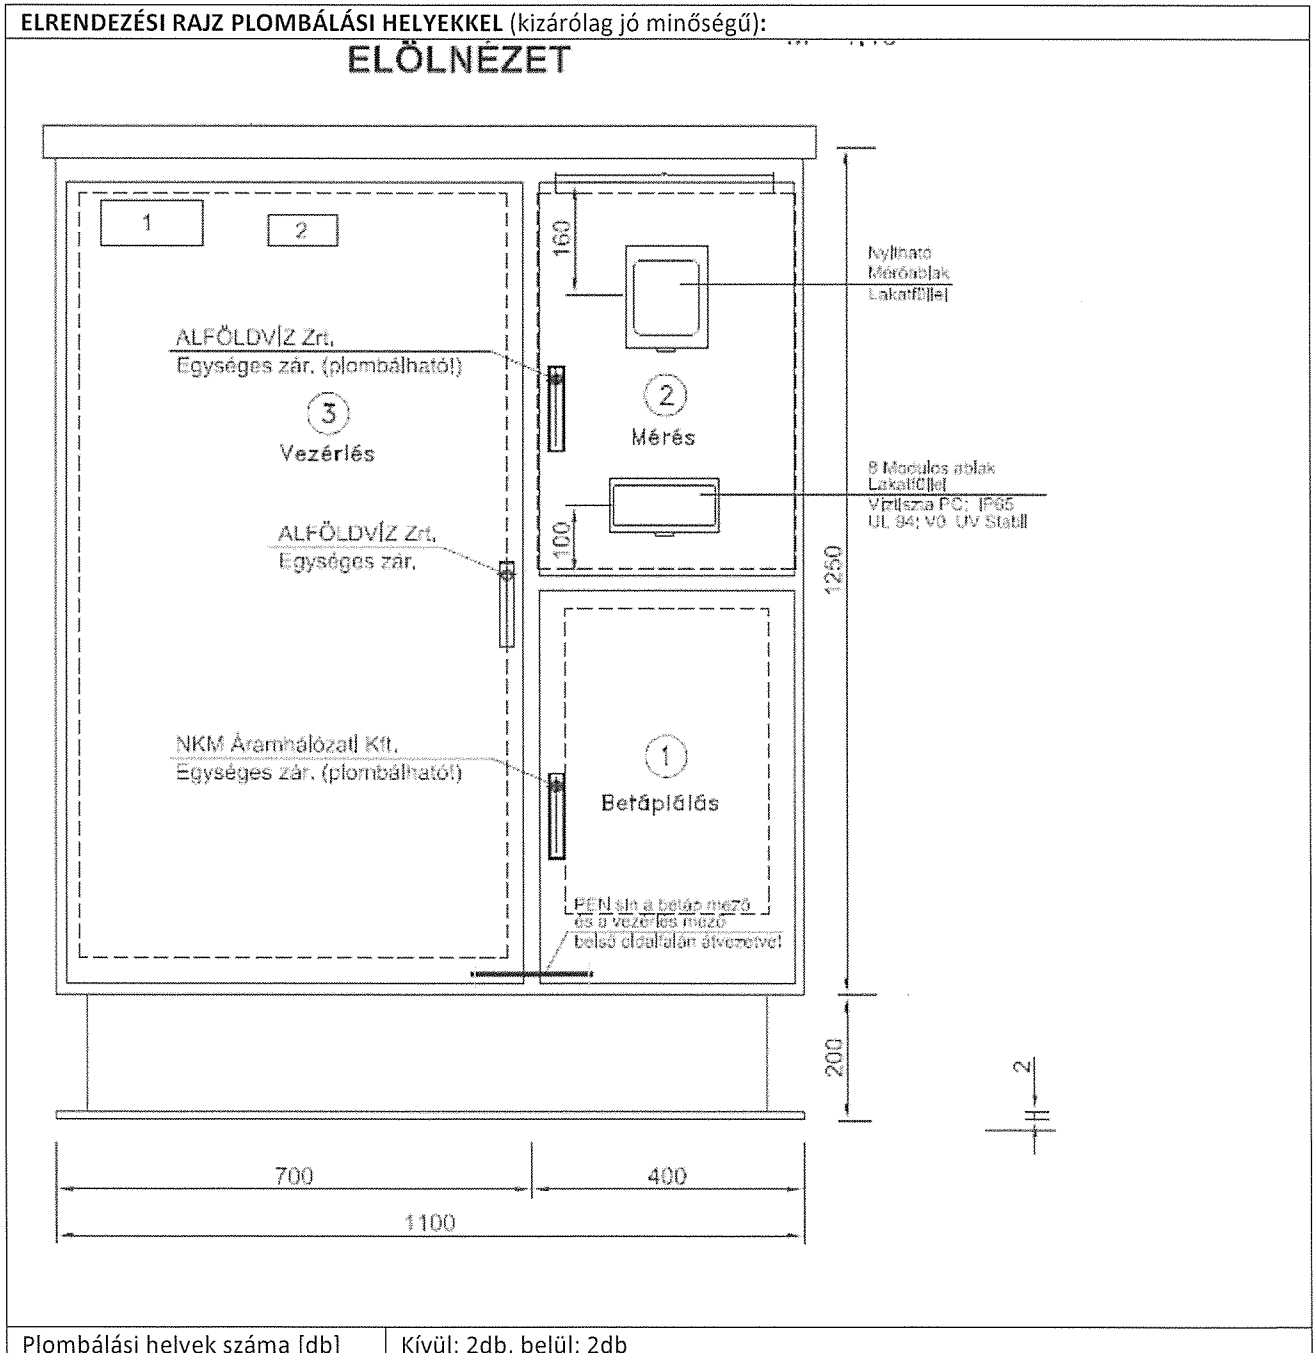 ELRENDEZÉSI RAJZ PLOMBÁLÁSI HELYEKKEL (kizárólag jó minőségű):
ELÖLNÉZET
1
2
160
Nyitható
Mérőablak
Lakatfüllel
ALFÖLDVÍZ Zrt.
Egységes zár. (plombálható!)
3
Vezérlés
2
Mérés
8 Modulos ablak
Lakatfüllel
Víztiszta PC; IP65
UL 94; V0 UV Stabil
100
ALFÖLDVÍZ Zrt.
Egységes zár.
1250
NKM Áramhálózati Kft.
Egységes zár. (plombálható!)
1
Betáplálás
PEN sín a betáp mező
és a vezérlés mező
belső oldalfalán átvezetve!
200
2
700
400
1100
Plombálási helyek száma [db]
Kívül: 2db, belül: 2db